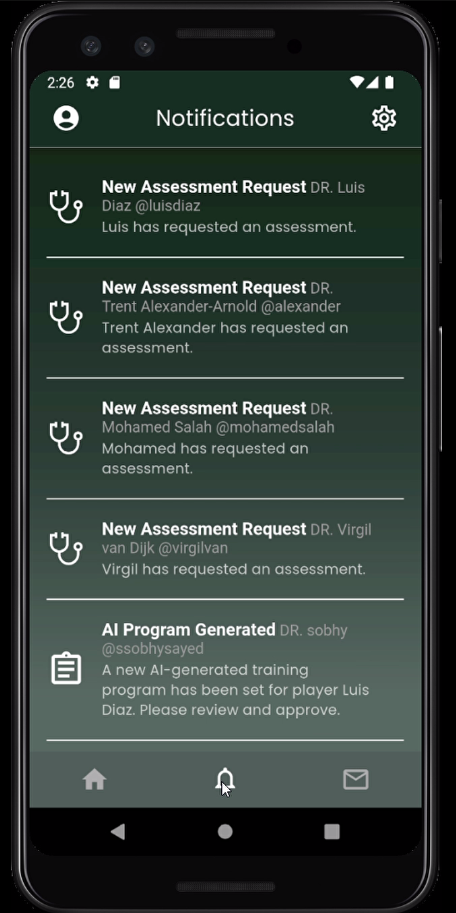 2:26
Notifications
New Assessment Request DR. Luis
Diaz @luisdiaz
Luis has requested an assessment.
New Assessment Request DR.
Trent Alexander-Arnold @alexander
Trent Alexander has requested an
assessment.
New Assessment Request DR.
Mohamed Salah @mohamedsalah
Mohamed has requested an
assessment.
New Assessment Request DR. Virgil
van Dijk @virgilvan
Virgil has requested an assessment.
AI Program Generated DR. sobhy
@ssobhysayed
A new AI-generated training
program has been set for player Luis
Diaz. Please review and approve.